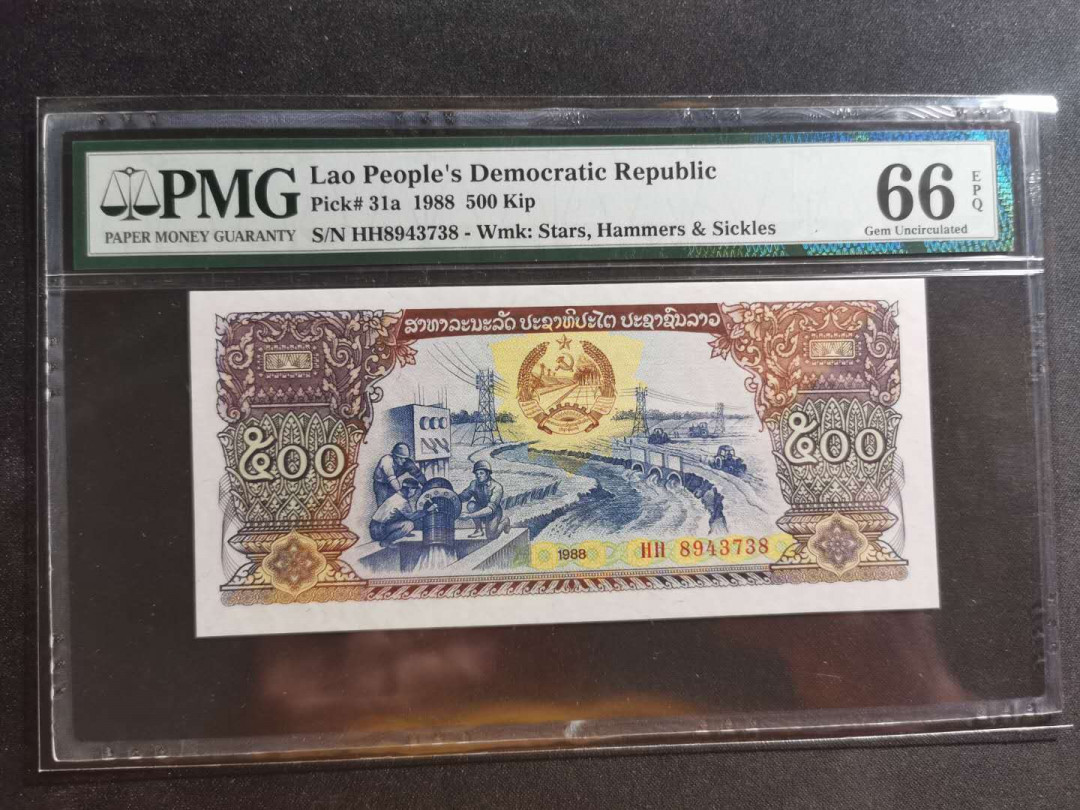 PMG
PAPER MONEY GUARANTY
Lao People's Democratic Republic
Pick# 31a 1988 500 Kip
S/N HH8943738 - Wmk: Stars, Hammers & Sickles
66
EPQ
Gem Uncirculated
ສາທາລະນະລັດ ປະຊາທິປະໄຕ ປະຊາຊົນລາວ
໕໐໐
໕໐໐
1988
HH 8943738